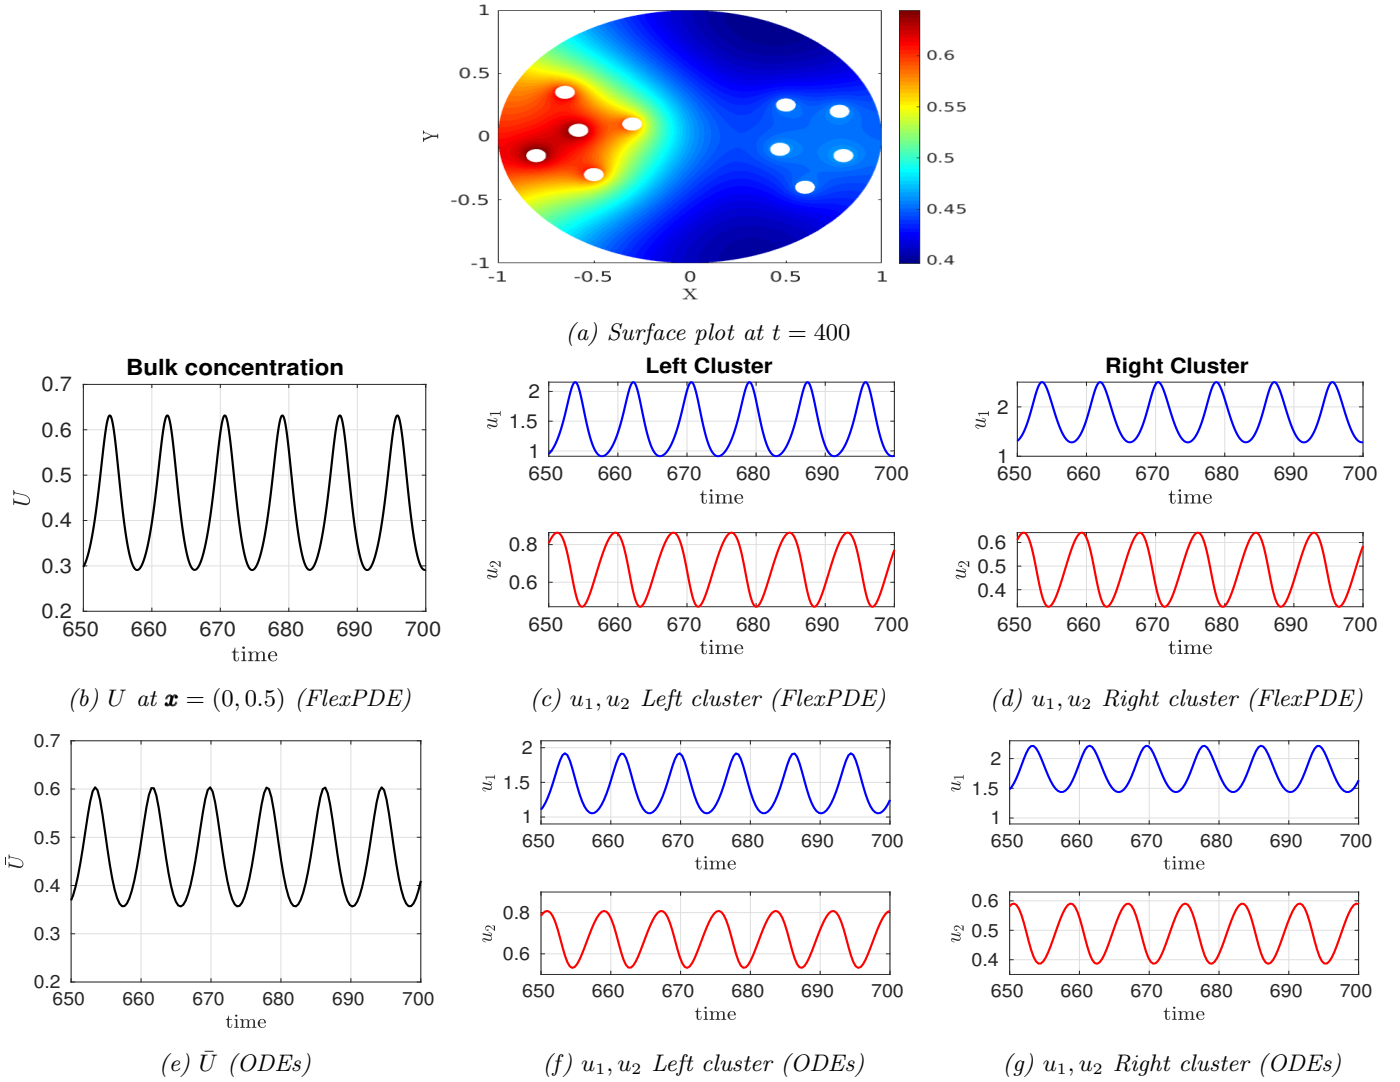 1
0.5
0
-0.5
-1
Y
-1 -0.5 0 0.5 1
X
0.6
0.55
0.5
0.45
0.4
(a) Surface plot at t = 400
Bulk concentration
0.7
0.6
0.5
0.4
0.3
0.2
U
650 660 670 680 690 700
time
(b) U at x = (0, 0.5) (FlexPDE)
Left Cluster
2
1.5
1
u₁
650 660 670 680 690 700
time
0.8
0.6
u₂
650 660 670 680 690 700
time
(c) u₁, u₂ Left cluster (FlexPDE)
Right Cluster
2
1
u₁
650 660 670 680 690 700
time
0.6
0.5
0.4
u₂
650 660 670 680 690 700
time
(d) u₁, u₂ Right cluster (FlexPDE)
0.7
0.6
0.5
0.4
0.3
0.2
Ū
650 660 670 680 690 700
time
(e) Ū (ODEs)
2
1.5
1
u₁
650 660 670 680 690 700
time
0.8
0.6
u₂
650 660 670 680 690 700
time
(f) u₁, u₂ Left cluster (ODEs)
2
1.5
1
u₁
650 660 670 680 690 700
time
0.6
0.5
0.4
u₂
650 660 670 680 690 700
time
(g) u₁, u₂ Right cluster (ODEs)